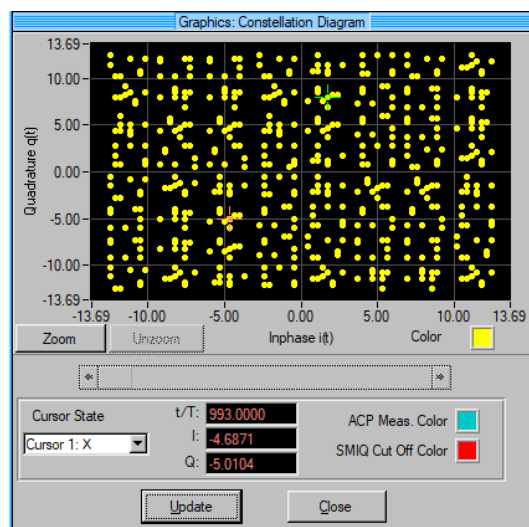 Graphics: Constellation Diagram
13.69
10.00
5.00
0.00
-5.00
-10.00
-13.69
Quadrature q(t)
-13.69 -10.00 -5.00 0.00 5.00 10.00 13.69
Zoom Unzoom Inphase i(t) Color
Cursor State t/T: 993.0000 ACP Meas. Color
Cursor 1: X I: -4.6871 SMIQ Cut Off Color
Q: -5.0104
Update Close